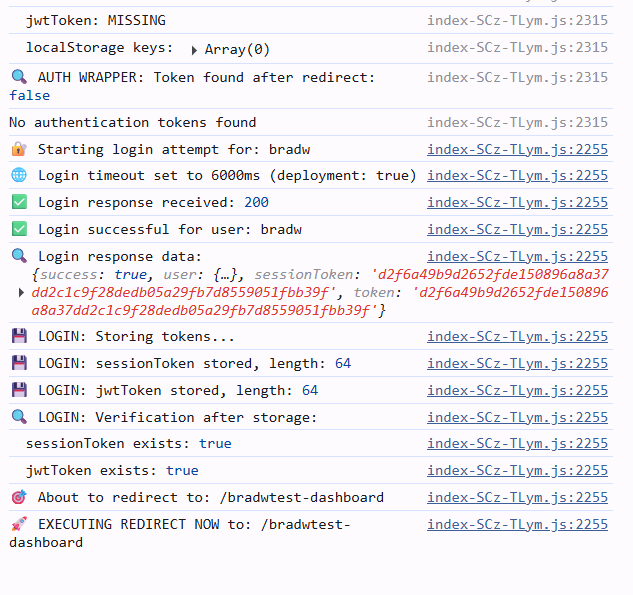 jwtToken: MISSING index-SCz-TLym.js:2315
localStorage keys: ▶ Array(0) index-SCz-TLym.js:2315
🔍 AUTH WRAPPER: Token found after redirect: index-SCz-TLym.js:2315
false
No authentication tokens found index-SCz-TLym.js:2315
🔐 Starting login attempt for: bradw index-SCz-TLym.js:2255
🌐 Login timeout set to 6000ms (deployment: true) index-SCz-TLym.js:2255
✅ Login response received: 200 index-SCz-TLym.js:2255
✅ Login successful for user: bradw index-SCz-TLym.js:2255
🔍 Login response data: index-SCz-TLym.js:2255
{success: true, user: {…}, sessionToken: 'd2f6a49b9d2652fde150896a8a37
▶ dd2c1c9f28dedb05a29fb7d8559051fbb39f', token: 'd2f6a49b9d2652fde150896
a8a37dd2c1c9f28dedb05a29fb7d8559051fbb39f'}
💾 LOGIN: Storing tokens... index-SCz-TLym.js:2255
💾 LOGIN: sessionToken stored, length: 64 index-SCz-TLym.js:2255
💾 LOGIN: jwtToken stored, length: 64 index-SCz-TLym.js:2255
🔍 LOGIN: Verification after storage: index-SCz-TLym.js:2255
sessionToken exists: true index-SCz-TLym.js:2255
jwtToken exists: true index-SCz-TLym.js:2255
🎯 About to redirect to: /bradwtest-dashboard index-SCz-TLym.js:2255
🚀 EXECUTING REDIRECT NOW to: /bradwtest- index-SCz-TLym.js:2255
dashboard